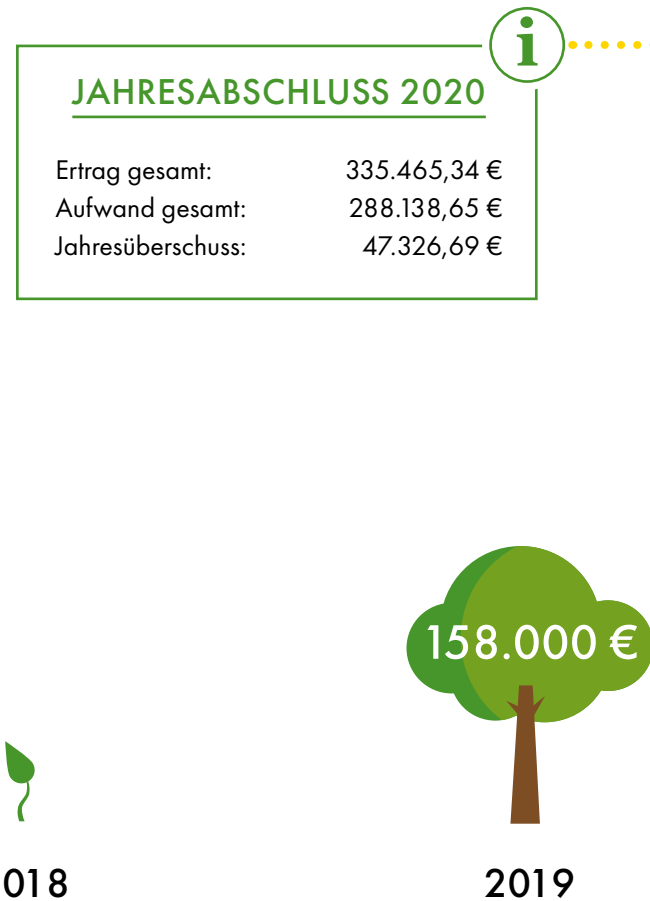 i
JAHRESABSCHLUSS 2020
Ertrag gesamt: 335.465,34 €
Aufwand gesamt: 288.138,65 €
Jahresüberschuss: 47.326,69 €
158.000 €
018 2019